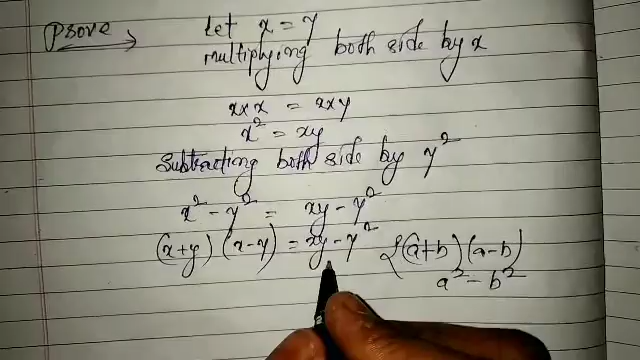 Prove → Let x = y
multiplying both side by x
x×x = x×y
x² = xy
Subtracting both side by y²
x² - y² = xy - y²
(x+y) (x-y) = xy - y² {(a+b) (a-b)
a² - b²